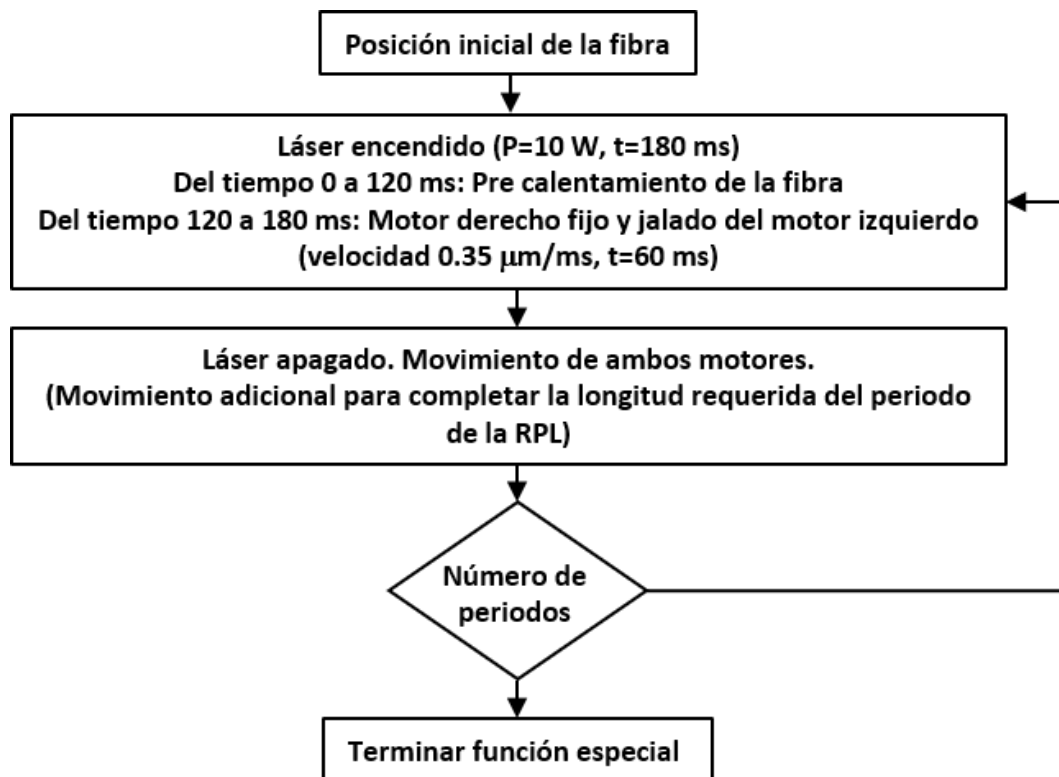 Posición inicial de la fibra
Láser encendido (P=10 W, t=180 ms)
Del tiempo 0 a 120 ms: Pre calentamiento de la fibra
Del tiempo 120 a 180 ms: Motor derecho fijo y jalado del motor izquierdo
(velocidad 0.35 μm/ms, t=60 ms)
Láser apagado. Movimiento de ambos motores.
(Movimiento adicional para completar la longitud requerida del periodo
de la RPL)
Número de
periodos
Terminar función especial